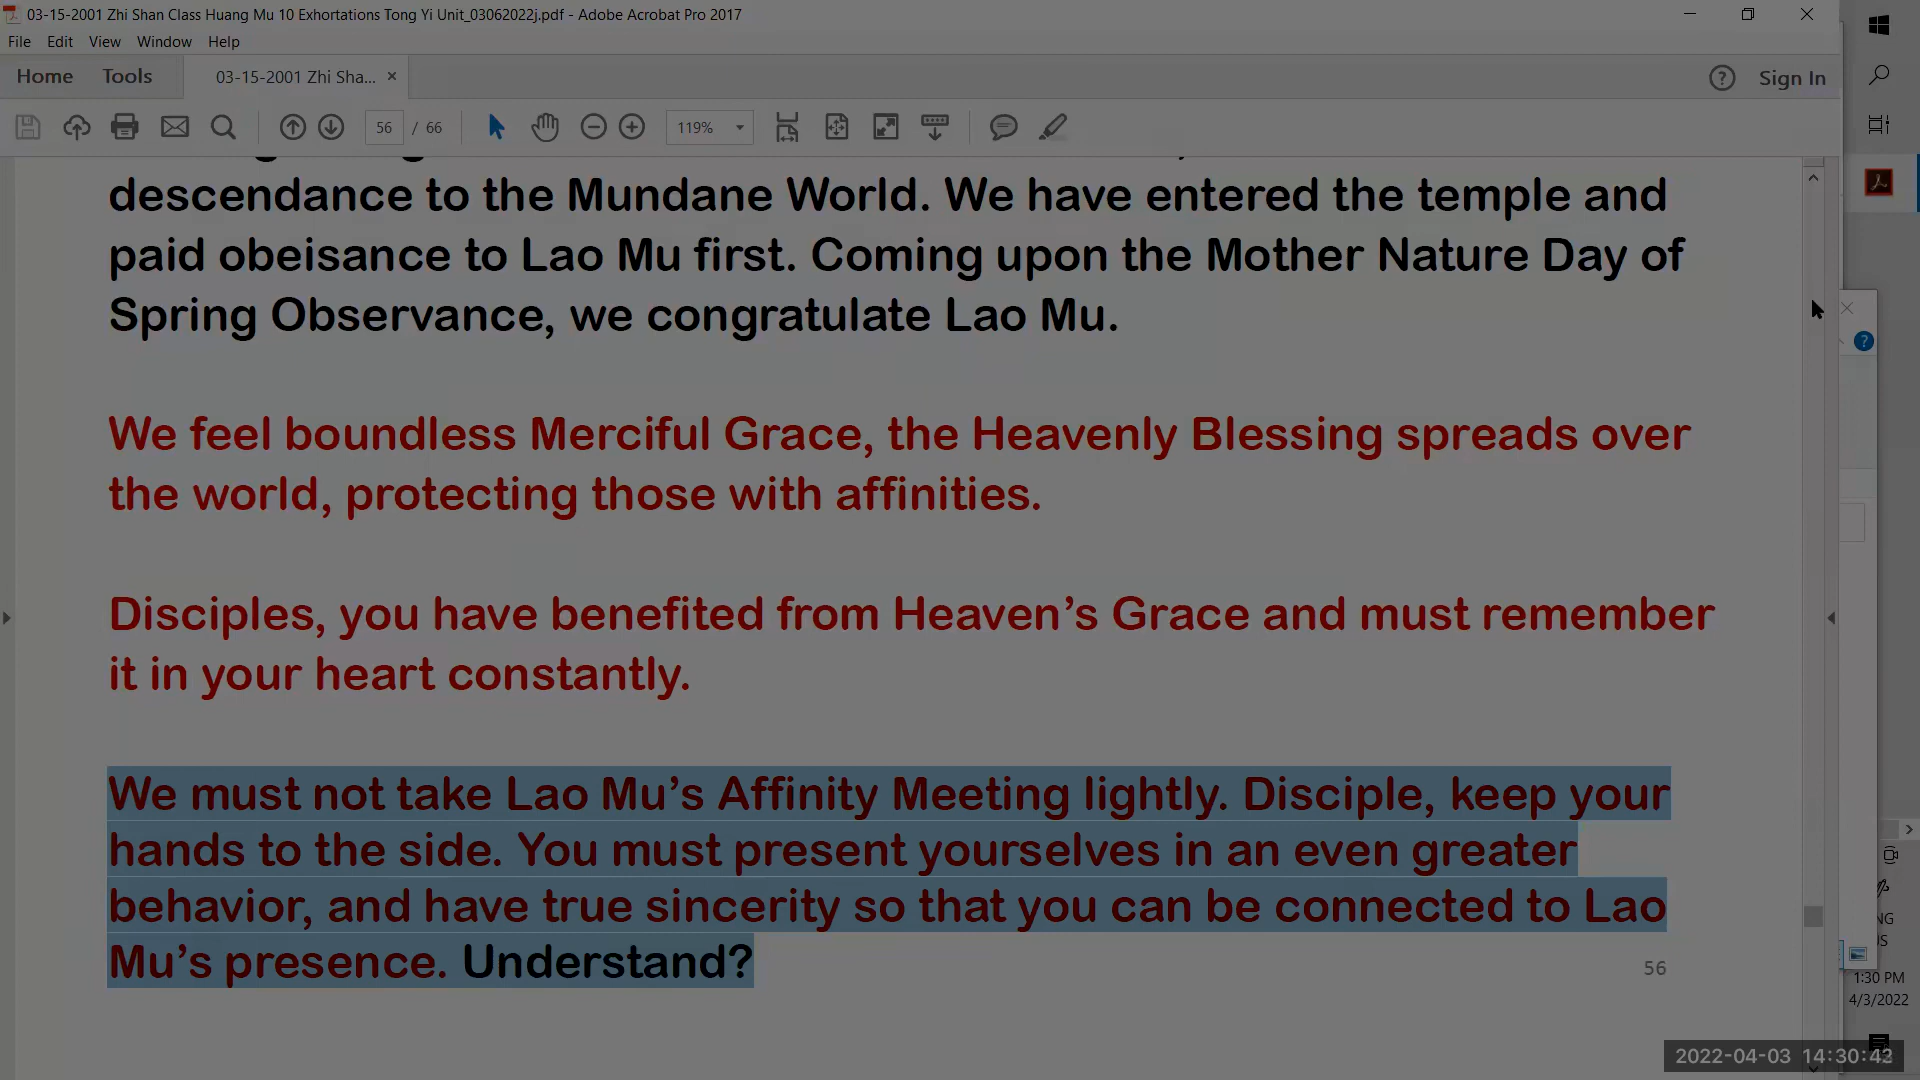 03-15-2001 Zhi Shan Class Huang Mu 10 Exhortations Tong Yi Unit_03062022j.pdf - Adobe Acrobat Pro 2017
File Edit View Window Help
Home Tools 03-15-2001 Zhi Sha... × Sign In
56 / 66 119%
descendance to the Mundane World. We have entered the temple and
paid obeisance to Lao Mu first. Coming upon the Mother Nature Day of
Spring Observance, we congratulate Lao Mu.
We feel boundless Merciful Grace, the Heavenly Blessing spreads over
the world, protecting those with affinities.
Disciples, you have benefited from Heaven’s Grace and must remember
it in your heart constantly.
We must not take Lao Mu’s Affinity Meeting lightly. Disciple, keep your
hands to the side. You must present yourselves in an even greater
behavior, and have true sincerity so that you can be connected to Lao
Mu’s presence. Understand?
56
NG
IS
1:30 PM
4/3/2022
2022-04-03 14:30:43